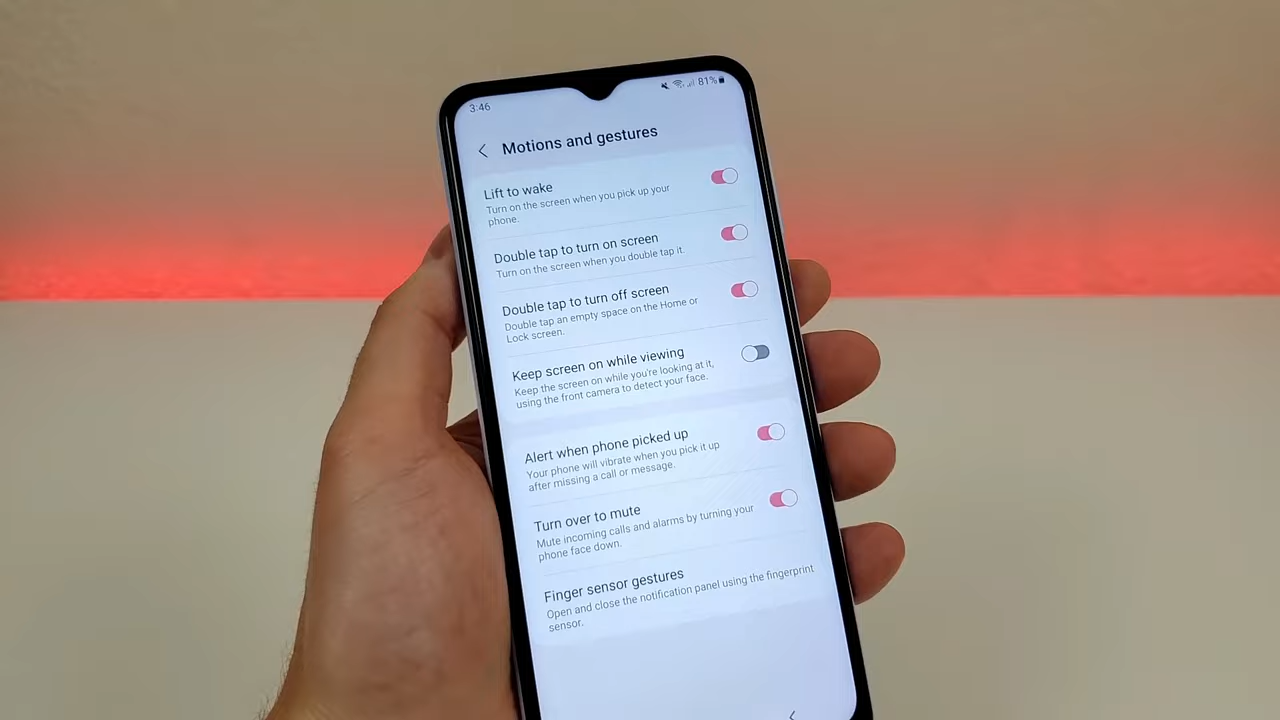 3:46
81%
Motions and gestures
Lift to wake
Turn on the screen when you pick up your
phone.
Double tap to turn on screen
Turn on the screen when you double tap it.
Double tap to turn off screen
Double tap an empty space on the Home or
Lock screen.
Keep screen on while viewing
Keep the screen on while you're looking at it,
using the front camera to detect your face.
Alert when phone picked up
Your phone will vibrate when you pick it up
after missing a call or message.
Turn over to mute
Mute incoming calls and alarms by turning your
phone face down.
Finger sensor gestures
Open and close the notification panel using the fingerprint
sensor.